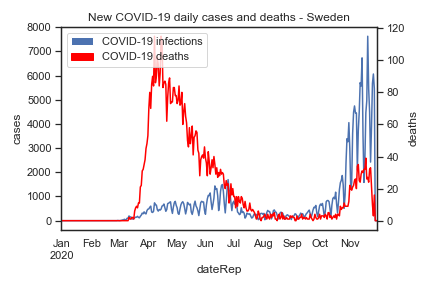 New COVID-19 daily cases and deaths - Sweden
COVID-19 infections
COVID-19 deaths
8000
7000
6000
5000
4000
3000
2000
1000
0
cases
120
100
80
60
40
20
0
deaths
Jan Feb Mar Apr May Jun Jul Aug Sep Oct Nov
2020
dateRep